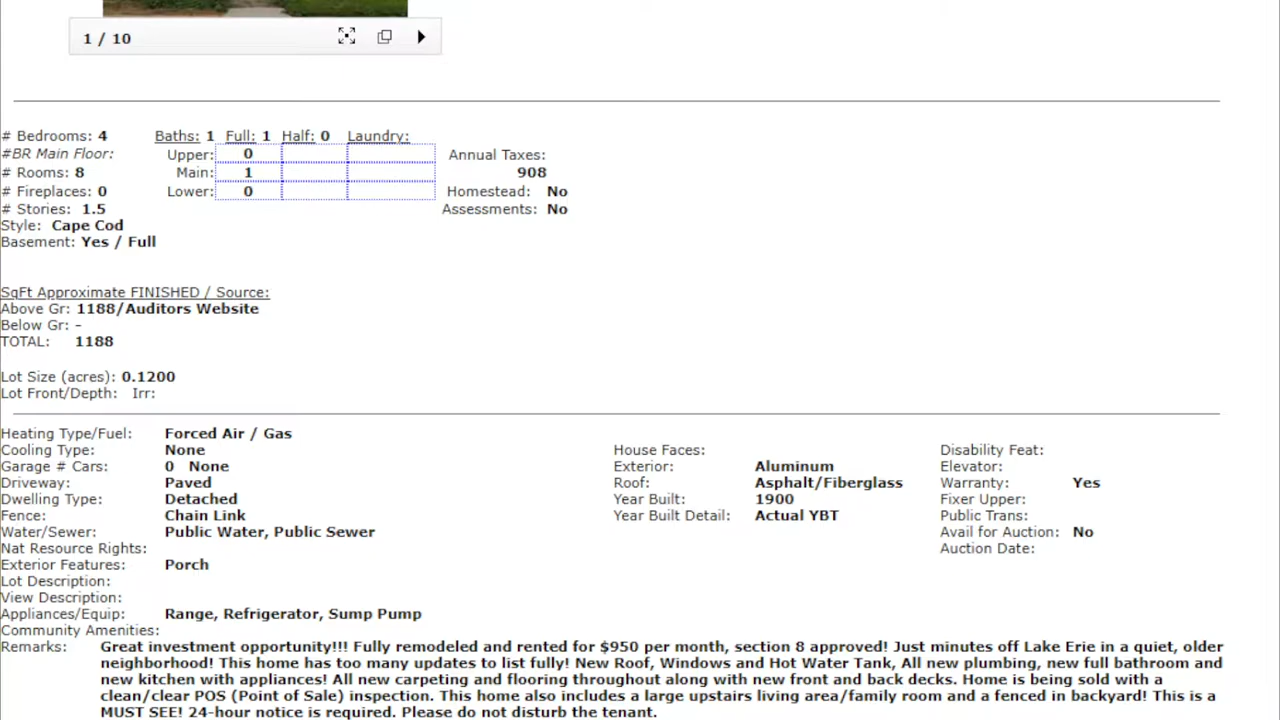 1 / 10
# Bedrooms: 4 Baths: 1 Full: 1 Half: 0 Laundry:
#BR Main Floor: Upper: 0 Annual Taxes:
# Rooms: 8 Main: 1 908
# Fireplaces: 0 Lower: 0 Homestead: No
# Stories: 1.5 Assessments: No
Style: Cape Cod
Basement: Yes / Full
SqFt Approximate FINISHED / Source:
Above Gr: 1188/Auditors Website
Below Gr: -
TOTAL: 1188
Lot Size (acres): 0.1200
Lot Front/Depth: Irr:
Heating Type/Fuel: Forced Air / Gas
Cooling Type: None House Faces: Disability Feat:
Garage # Cars: 0 None Exterior: Aluminum Elevator:
Driveway: Paved Roof: Asphalt/Fiberglass Warranty: Yes
Dwelling Type: Detached Year Built: 1900 Fixer Upper:
Fence: Chain Link Year Built Detail: Actual YBT Public Trans:
Water/Sewer: Public Water, Public Sewer Avail for Auction: No
Nat Resource Rights: Auction Date:
Exterior Features: Porch
Lot Description:
View Description:
Appliances/Equip: Range, Refrigerator, Sump Pump
Community Amenities:
Remarks: Great investment opportunity!!! Fully remodeled and rented for $950 per month, section 8 approved! Just minutes off Lake Erie in a quiet, older
neighborhood! This home has too many updates to list fully! New Roof, Windows and Hot Water Tank, All new plumbing, new full bathroom and
new kitchen with appliances! All new carpeting and flooring throughout along with new front and back decks. Home is being sold with a
clean/clear POS (Point of Sale) inspection. This home also includes a large upstairs living area/family room and a fenced in backyard! This is a
MUST SEE! 24-hour notice is required. Please do not disturb the tenant.